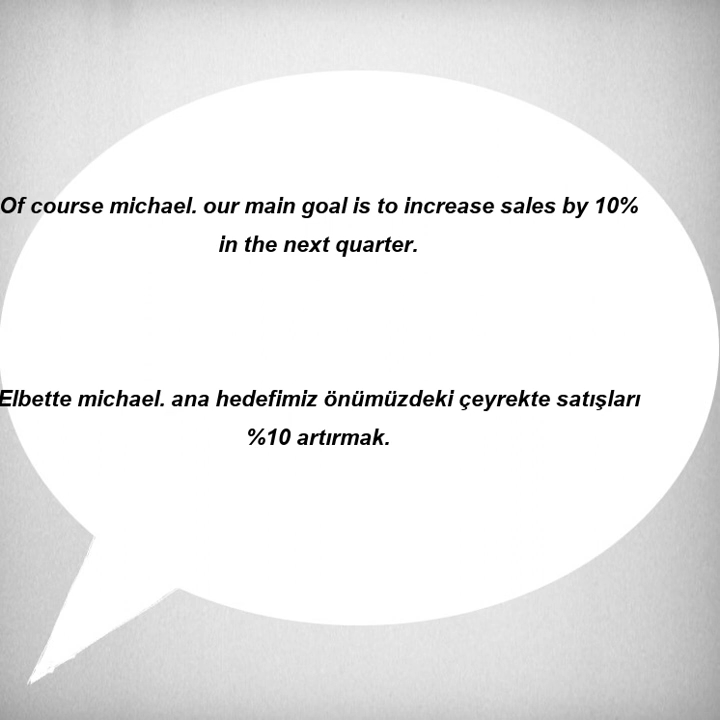 Of course michael. our main goal is to increase sales by 10%
in the next quarter.
Elbette michael. ana hedefimiz önümüzdeki çeyrekte satışları
%10 artırmak.